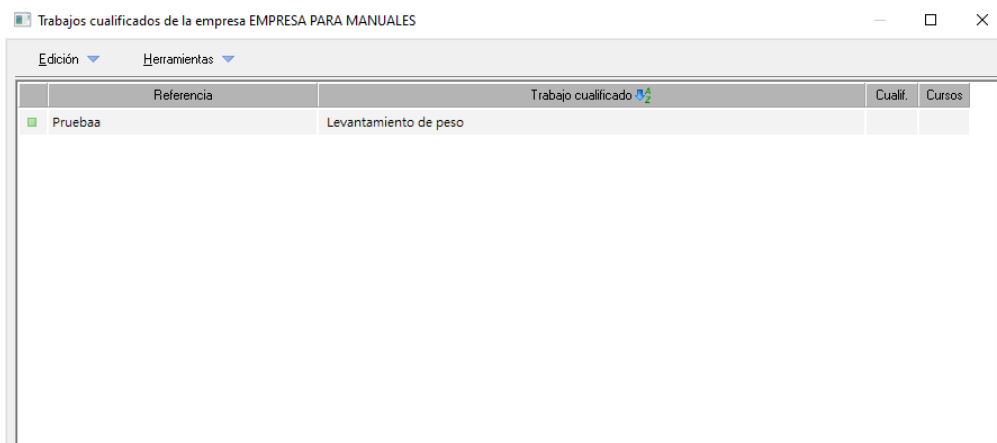 Trabajos cualificados de la empresa EMPRESA PARA MANUALES
Edición Herramientas
Referencia Trabajo cualificado Cualif. Cursos
Pruebaa Levantamiento de peso